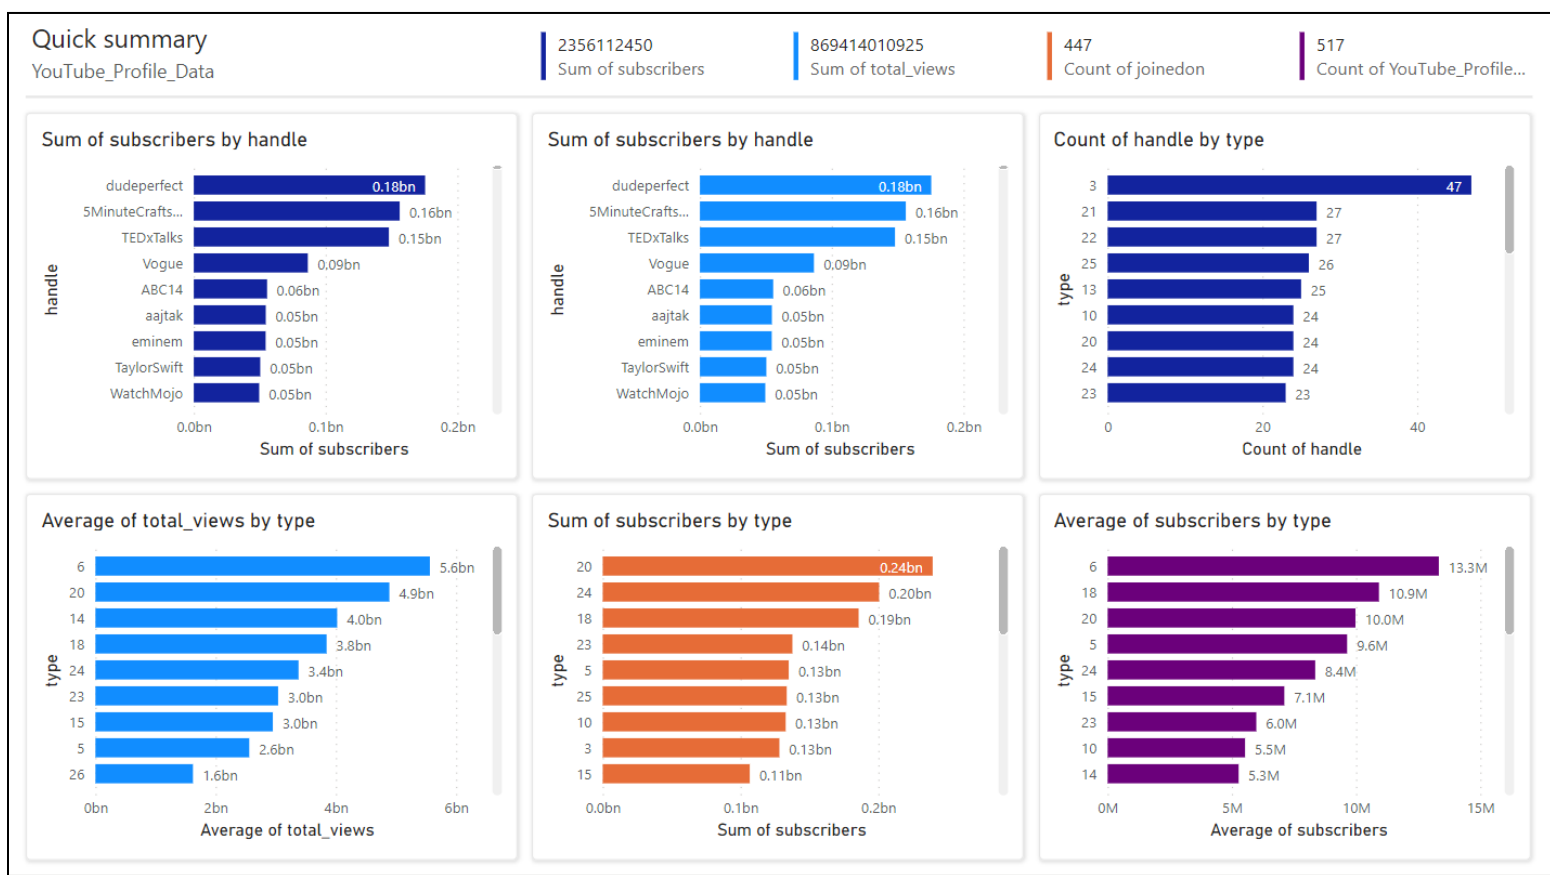 Quick summary
YouTube_Profile_Data
2356112450
Sum of subscribers
869414010925
Sum of total_views
447
Count of joinedon
517
Count of YouTube_Profile...
Sum of subscribers by handle
handle
dudeperfect 0.18bn
5MinuteCrafts... 0.16bn
TEDxTalks 0.15bn
Vogue 0.09bn
ABC14 0.06bn
aajtak 0.05bn
eminem 0.05bn
TaylorSwift 0.05bn
WatchMojo 0.05bn
0.0bn 0.1bn 0.2bn
Sum of subscribers
Sum of subscribers by handle
handle
dudeperfect 0.18bn
5MinuteCrafts... 0.16bn
TEDxTalks 0.15bn
Vogue 0.09bn
ABC14 0.06bn
aajtak 0.05bn
eminem 0.05bn
TaylorSwift 0.05bn
WatchMojo 0.05bn
0.0bn 0.1bn 0.2bn
Sum of subscribers
Count of handle by type
type
3 47
21 27
22 27
25 26
13 25
10 24
20 24
24 24
23 23
0 20 40
Count of handle
Average of total_views by type
type
6 5.6bn
20 4.9bn
14 4.0bn
18 3.8bn
24 3.4bn
23 3.0bn
15 3.0bn
5 2.6bn
26 1.6bn
0bn 2bn 4bn 6bn
Average of total_views
Sum of subscribers by type
type
20 0.24bn
24 0.20bn
18 0.19bn
23 0.14bn
5 0.13bn
25 0.13bn
10 0.13bn
3 0.13bn
15 0.11bn
0.0bn 0.1bn 0.2bn
Sum of subscribers
Average of subscribers by type
type
6 13.3M
18 10.9M
20 10.0M
5 9.6M
24 8.4M
15 7.1M
23 6.0M
10 5.5M
14 5.3M
0M 5M 10M 15M
Average of subscribers